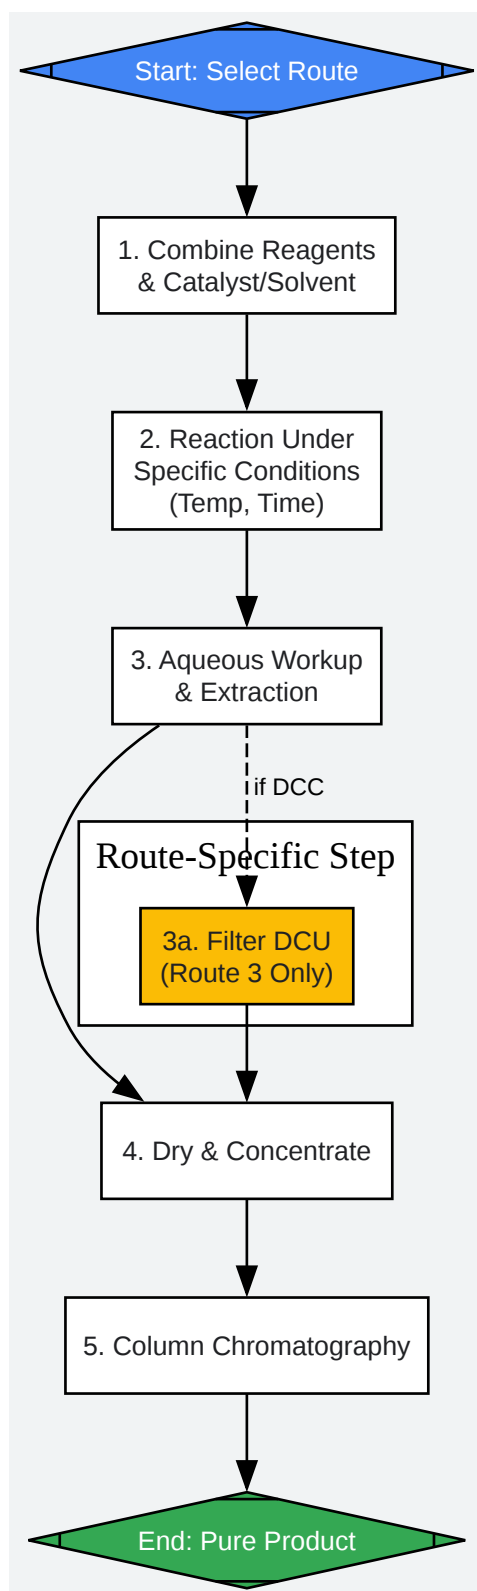 Start: Select Route
1. Combine Reagents
& Catalyst/Solvent
2. Reaction Under
Specific Conditions
(Temp, Time)
3. Aqueous Workup
& Extraction
if DCC
Route-Specific Step
3a. Filter DCU
(Route 3 Only)
4. Dry & Concentrate
5. Column Chromatography
End: Pure Product